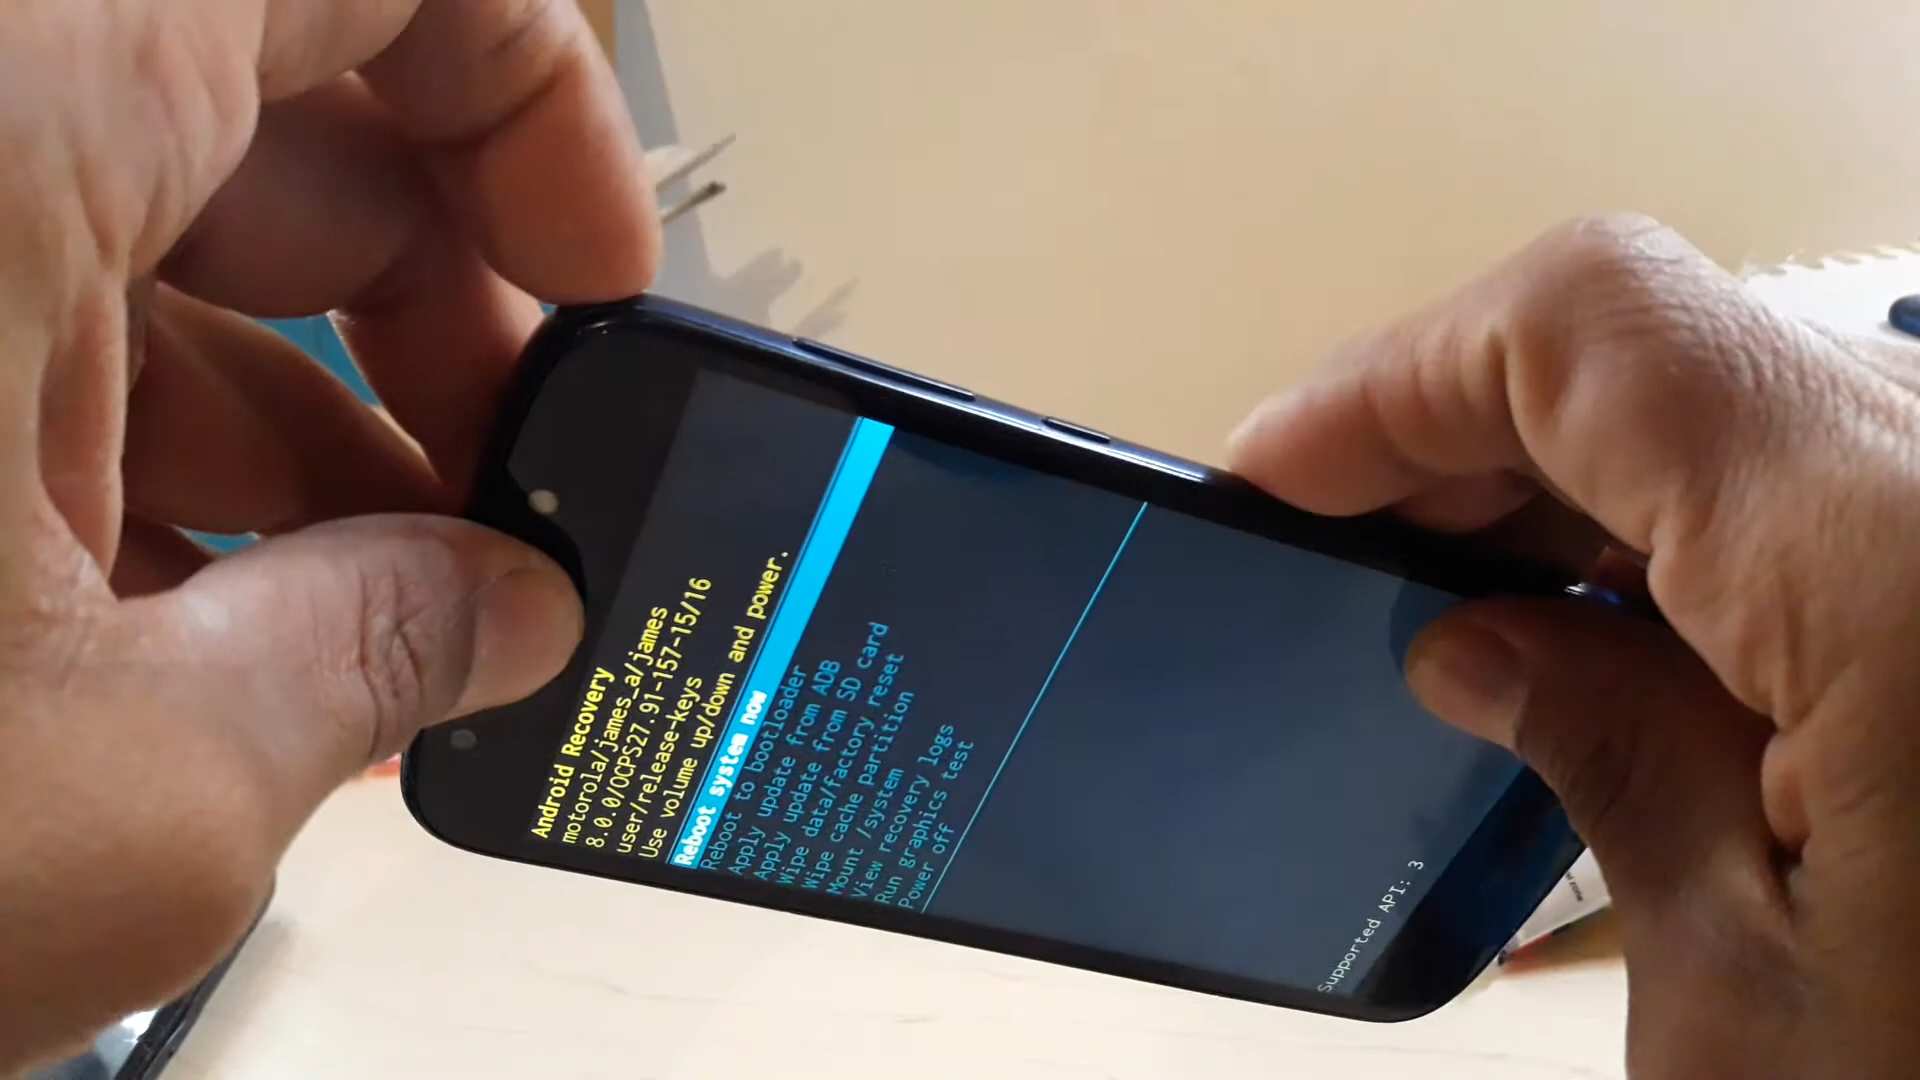 Android Recovery
motorola/james_a/james
8.0.0/OCPS27.91-157-15/16
user/release-keys
Use volume up/down and power.
Reboot system now
Reboot to bootloader
Apply update from ADB
Apply update from SD card
Wipe data/factory reset
Wipe cache partition
Mount /system
View recovery logs
Run graphics test
Power off
Supported API: 3